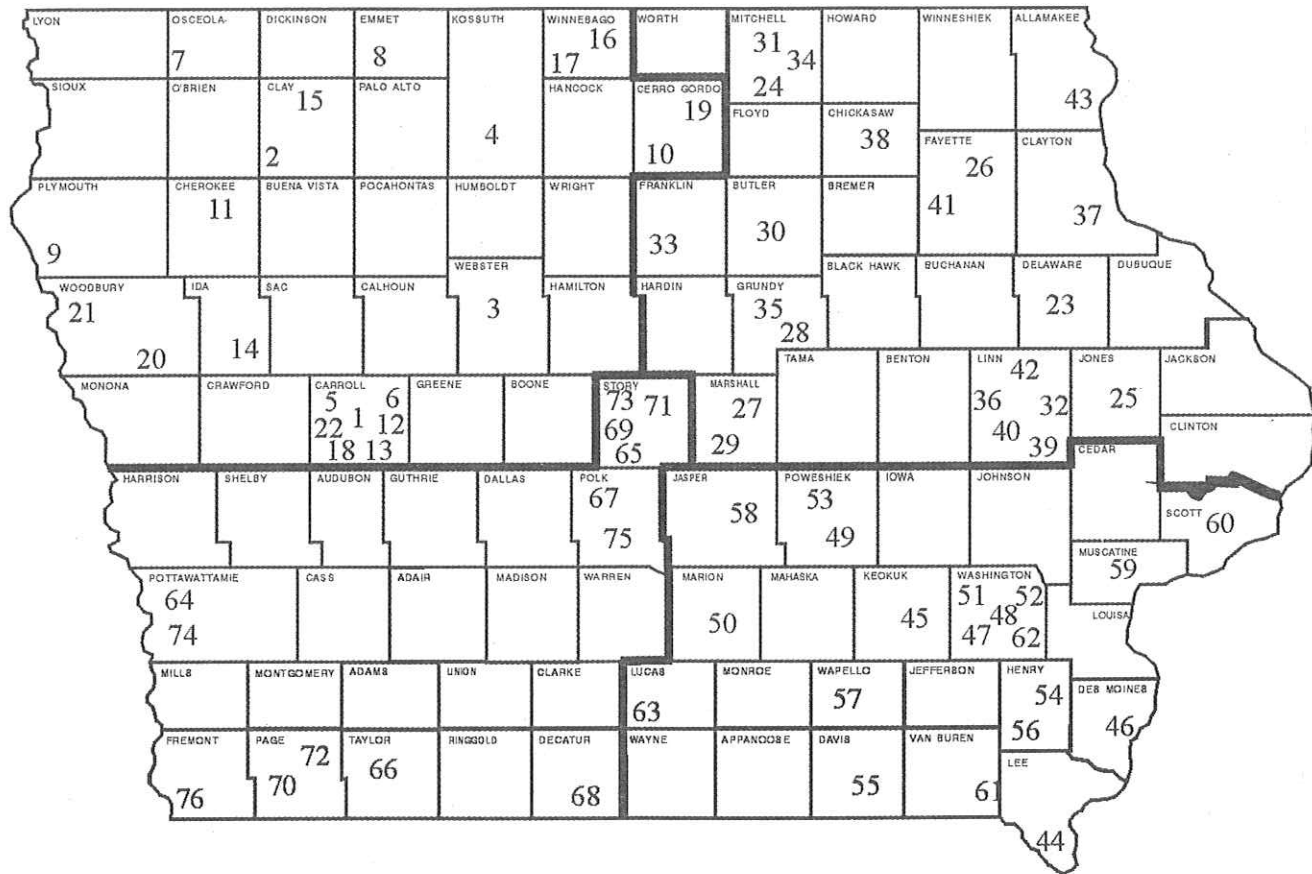 LYON OSCEOLA- DICKINSON EMMET KOSSUTH WINNEBAGO WORTH MITCHELL HOWARD WINNESHIEK ALLAMAKEE
7 8 16 17 31 34 24 43
SIOUX O'BRIEN CLAY PALO ALTO HANCOCK CERRO GORDO FLOYD CHICKASAW
15 2 4 19 10 38
FAYETTE CLAYTON
26 41 37
PLYMOUTH CHEROKEE BUENA VISTA POCAHONTAS HUMBOLDT WRIGHT FRANKLIN BUTLER BREMER
9 11 33 30
WEBSTER BLACK HAWK BUCHANAN DELAWARE DUBUQUE
3 23
WOODBURY IDA SAC CALHOUN HAMILTON HARDIN GRUNDY
21 20 14 35 28
TAMA BENTON LINN JONES JACKSON
42 36 32 40 39 25
MONONA CRAWFORD CARROLL GREENE BOONE STORY MARSHALL
5 6 1 22 12 18 13 73 71 69 65 27 29
CLINTON
CEDAR
HARRISON SHELBY AUDUBON GUTHRIE DALLAS POLK JASPER POWESHIEK IOWA JOHNSON
67 75 58 53 49
SCOTT
60
MUSCATINE
59
POTTAWATTAMIE CASS ADAIR MADISON WARREN MARION MAHASKA KEOKUK WASHINGTON
64 74 50 45 51 52 48 47 62
LOUISA
MILLS MONTGOMERY ADAMS UNION CLARKE LUCAS MONROE WAPELLO JEFFERSON HENRY
63 57 54 56
DES MOINES
46
FREMONT PAGE TAYLOR RINGGOLD DECATUR WAYNE APPANOOSE DAVIS VAN BUREN
76 72 70 66 68 55 61
LEE
44